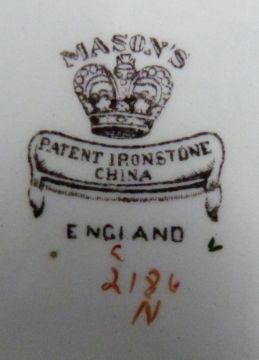 MASON'S
PATENT IRONSTONE
CHINA
ENGLAND
C
2186
N